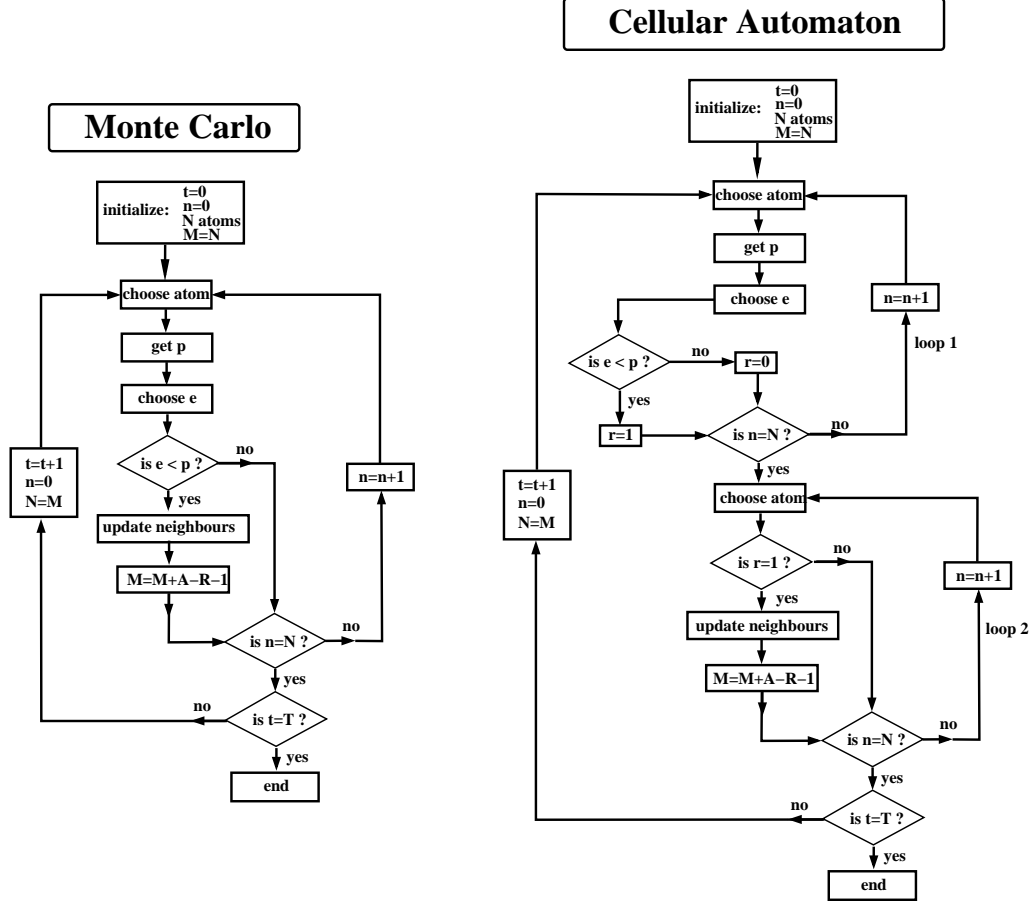 Monte Carlo
initialize:
t=0
n=0
N atoms
M=N
choose atom
get p
choose e
is e < p ?
no
yes
update neighbours
M=M+A−R−1
is n=N ?
no
n=n+1
yes
is t=T ?
no
t=t+1
n=0
N=M
yes
end
Cellular Automaton
initialize:
t=0
n=0
N atoms
M=N
choose atom
get p
choose e
is e < p ?
no
r=0
yes
r=1
is n=N ?
no
n=n+1
loop 1
yes
choose atom
is r=1 ?
no
yes
update neighbours
M=M+A−R−1
is n=N ?
no
n=n+1
loop 2
yes
is t=T ?
no
t=t+1
n=0
N=M
yes
end